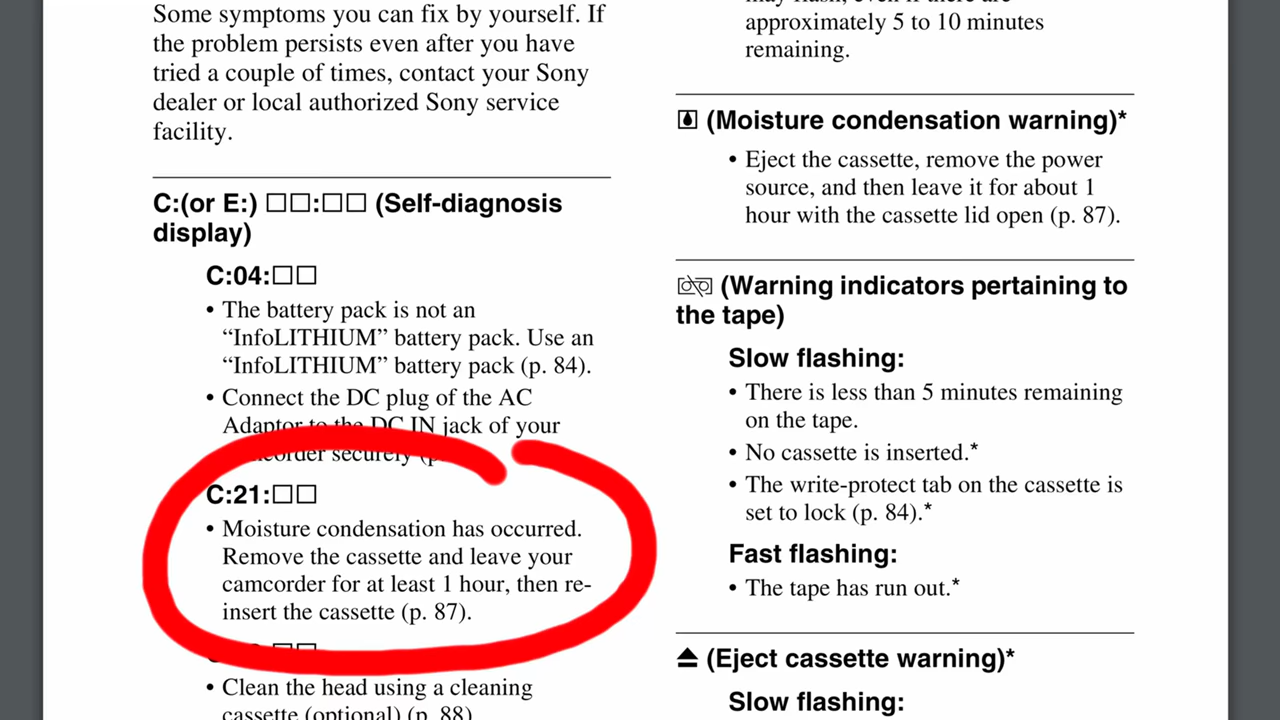 Some symptoms you can fix by yourself. If
the problem persists even after you have
tried a couple of times, contact your Sony
dealer or local authorized Sony service
facility.
C:(or E:) □□:□□ (Self-diagnosis
display)
C:04:□□
• The battery pack is not an
“InfoLITHIUM” battery pack. Use an
“InfoLITHIUM” battery pack (p. 84).
• Connect the DC plug of the AC
Adaptor to the DC IN jack of your
securely
C:21:□□
• Moisture condensation has occurred.
Remove the cassette and leave your
camcorder for at least 1 hour, then re-
insert the cassette (p. 87).
• Clean the head using a cleaning
cassette (optional) (p. 88)
approximately 5 to 10 minutes
remaining.
(Moisture condensation warning)*
• Eject the cassette, remove the power
source, and then leave it for about 1
hour with the cassette lid open (p. 87).
(Warning indicators pertaining to
the tape)
Slow flashing:
• There is less than 5 minutes remaining
on the tape.
• No cassette is inserted.*
• The write-protect tab on the cassette is
set to lock (p. 84).*
Fast flashing:
• The tape has run out.*
⏏ (Eject cassette warning)*
Slow flashing: